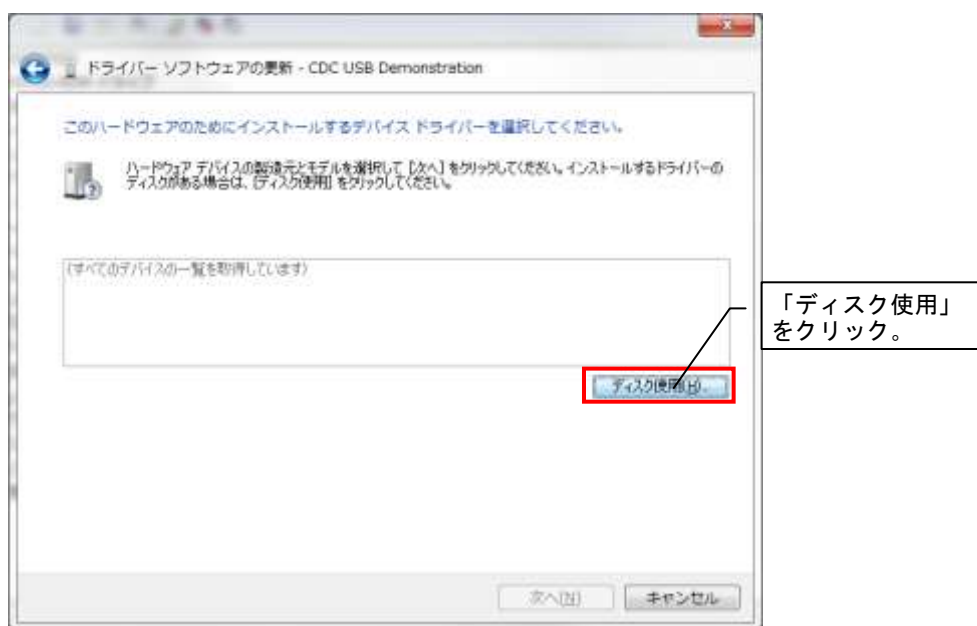 ドライバー ソフトウェアの更新 - CDC USB Demonstration
このハードウェアのためにインストールするデバイス ドライバーを選択してください。
ハードウェア デバイスの製造元とモデルを選択して [次へ] をクリックしてください。インストールするドライバーの
ディスクがある場合は、[ディスク使用] をクリックしてください。
(すべてのデバイスの一覧を取得しています)
「ディスク使用」
をクリック。
ディスク使用(H)...
次へ(N)
キャンセル